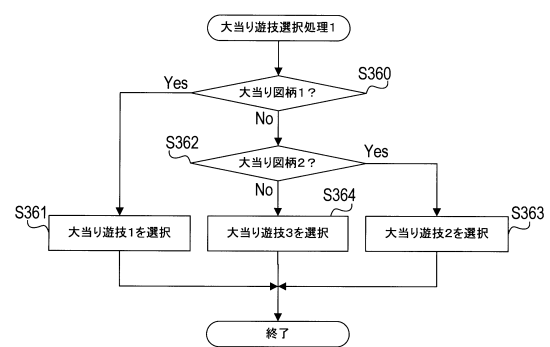 大当り遊技選択処理1
S360
Yes
大当り図柄1?
No
S362
大当り図柄2?
Yes
No
S361
大当り遊技1を選択
S364
大当り遊技3を選択
S363
大当り遊技2を選択
終了